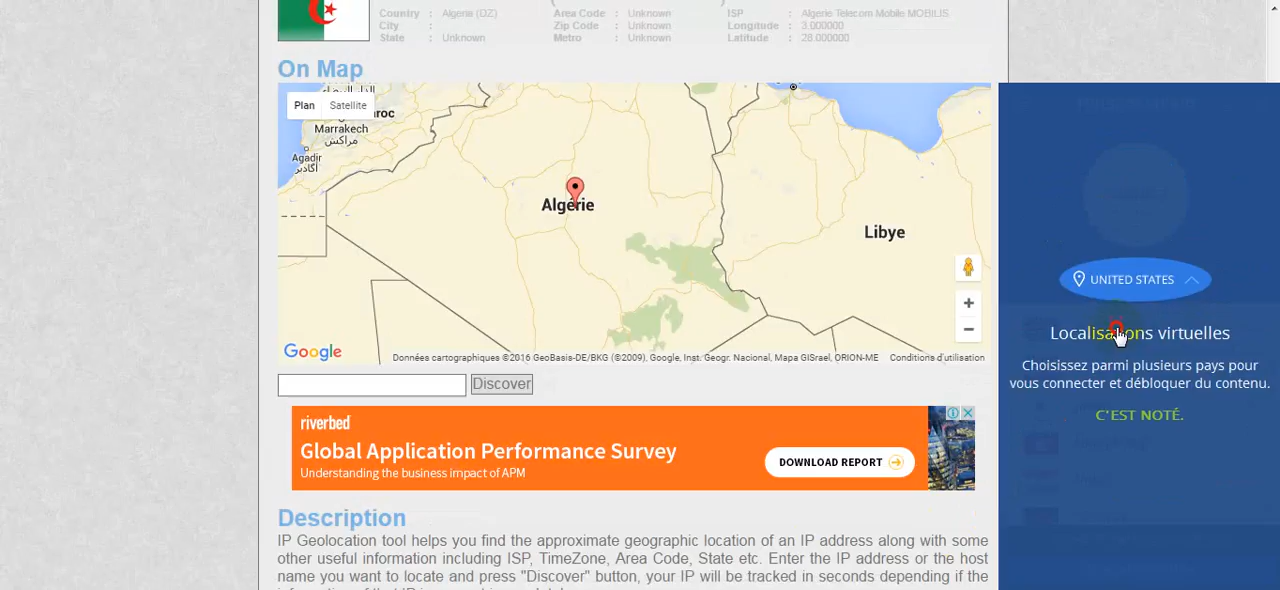 Country : Algeria (DZ) Area Code : Unknown ISP : Algerie Telecom Mobile MOBILIS
City : Zip Code : Unknown Longitude : 3.000000
State : Unknown Metro : Unknown Latitude : 28.000000
On Map
Plan Satellite
roc
Marrakech
مراكش
Agadir
أكادير
Algérie
Libye
UNITED STATES
Localisations virtuelles
Choisissez parmi plusieurs pays pour
vous connecter et débloquer du contenu.
C'EST NOTÉ.
+
−
Google
Données cartographiques ©2016 GeoBasis-DE/BKG (©2009), Google, Inst. Geogr. Nacional, Mapa GISrael, ORION-ME Conditions d'utilisation
Discover
riverbed
Global Application Performance Survey
Understanding the business impact of APM
DOWNLOAD REPORT
Description
IP Geolocation tool helps you find the approximate geographic location of an IP address along with some
other useful information including ISP, TimeZone, Area Code, State etc. Enter the IP address or the host
name you want to locate and press "Discover" button, your IP will be tracked in seconds depending if the